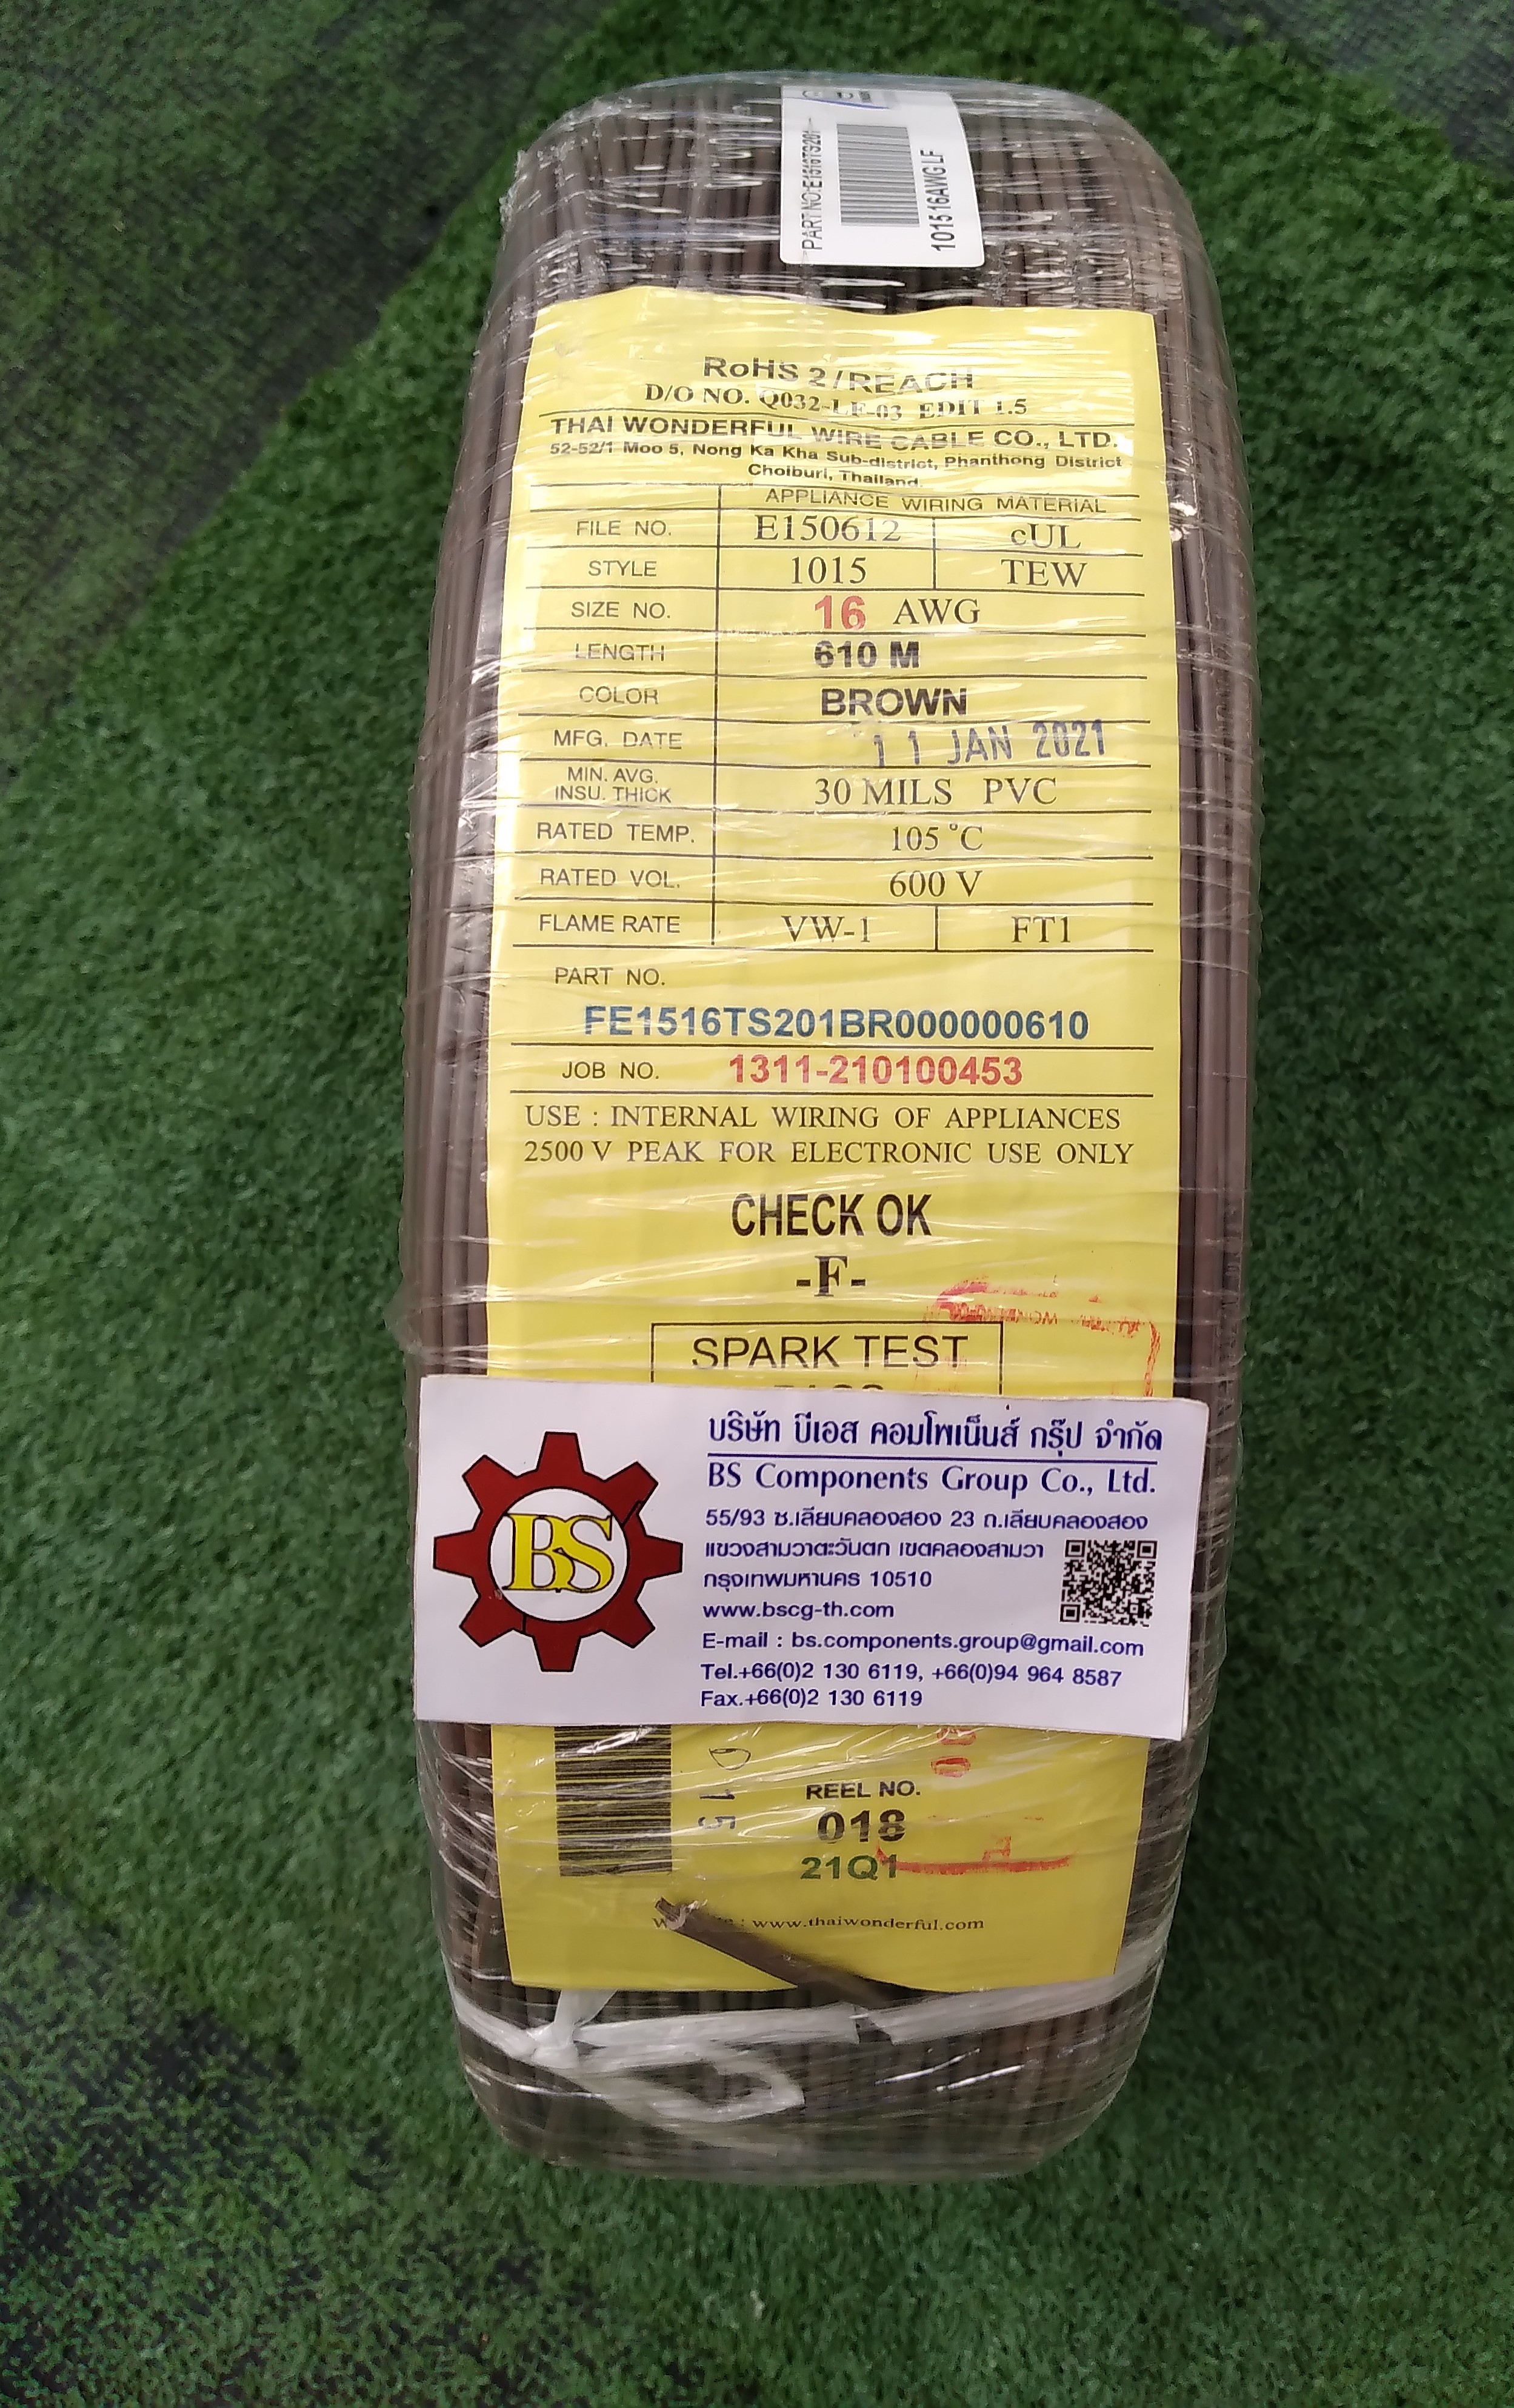 PART NO:E1516TS201
101516AWG LF
RoHS 2/REACH
D/O NO. Q032-LF-03 EDIT 1.5
THAI WONDERFUL WIRE CABLE CO., LTD.
52-52/1 Moo 5, Nong Ka Kha Sub-district, Phanthong District
Choiburi, Thailand.
APPLIANCE WIRING MATERIAL
FILE NO. E150612 cUL
STYLE 1015 TEW
SIZE NO. 16 AWG
LENGTH 610 M
COLOR BROWN
MFG. DATE 11 JAN 2021
MIN. AVG.
INSU. THICK 30 MILS PVC
RATED TEMP. 105 °C
RATED VOL. 600 V
FLAME RATE VW-1 FT1
PART NO.
FE1516TS201BR000000610
JOB NO. 1311-210100453
USE : INTERNAL WIRING OF APPLIANCES
2500 V PEAK FOR ELECTRONIC USE ONLY
CHECK OK
-F-
SPARK TEST
บริษัท บีเอส คอมโพเน็นส์ กรุ๊ป จำกัด
BS Components Group Co., Ltd.
BS
55/93 ซ.เลียบคลองสอง 23 ถ.เลียบคลองสอง
แขวงสามวาตะวันตก เขตคลองสามวา
กรุงเทพมหานคร 10510
www.bscg-th.com
E-mail : bs.components.group@gmail.com
Tel.+66(0)2 130 6119, +66(0)94 964 8587
Fax.+66(0)2 130 6119
15
REEL NO.
018
21Q1
: www.thaiwonderful.com